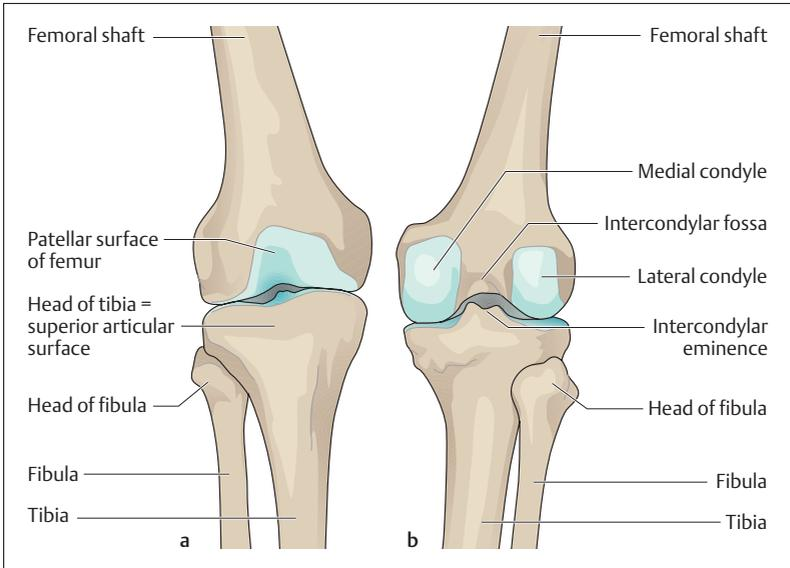 Femoral shaft
Patellar surface
of femur
Head of tibia =
superior articular
surface
Head of fibula
Fibula
Tibia
a
Femoral shaft
Medial condyle
Intercondylar fossa
Lateral condyle
Intercondylar
eminence
Head of fibula
Fibula
Tibia
b